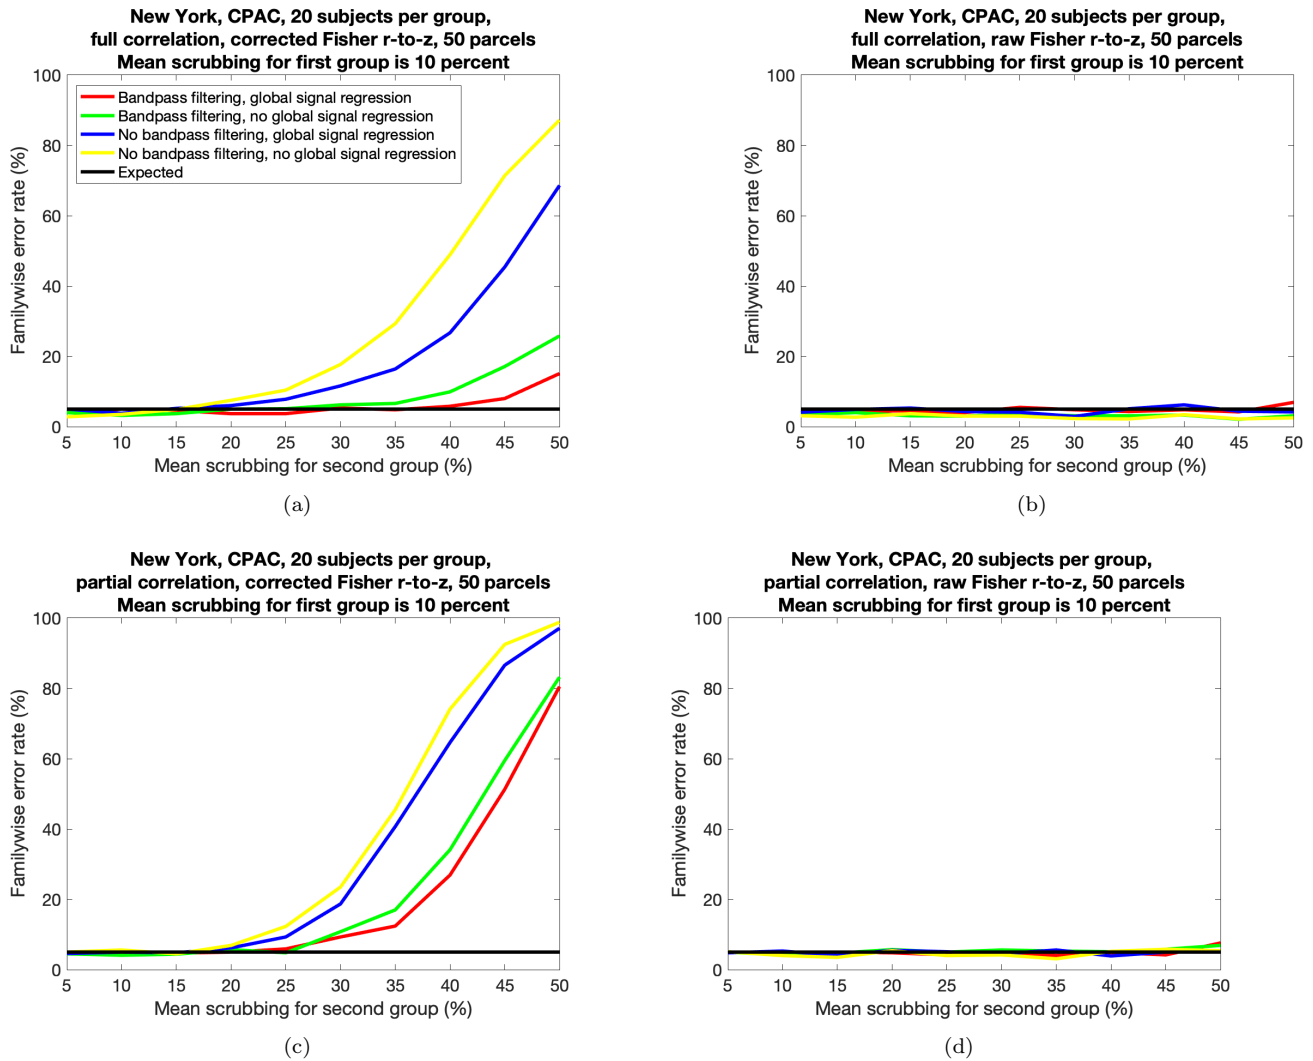 New York, CPAC, 20 subjects per group,
full correlation, corrected Fisher r-to-z, 50 parcels
Mean scrubbing for first group is 10 percent
100
80
60
40
20
0
Familywise error rate (%)
Bandpass filtering, global signal regression
Bandpass filtering, no global signal regression
No bandpass filtering, global signal regression
No bandpass filtering, no global signal regression
Expected
5 10 15 20 25 30 35 40 45 50
Mean scrubbing for second group (%)
(a)
New York, CPAC, 20 subjects per group,
full correlation, raw Fisher r-to-z, 50 parcels
Mean scrubbing for first group is 10 percent
100
80
60
40
20
0
Familywise error rate (%)
5 10 15 20 25 30 35 40 45 50
Mean scrubbing for second group (%)
(b)
New York, CPAC, 20 subjects per group,
partial correlation, corrected Fisher r-to-z, 50 parcels
Mean scrubbing for first group is 10 percent
100
80
60
40
20
0
Familywise error rate (%)
5 10 15 20 25 30 35 40 45 50
Mean scrubbing for second group (%)
(c)
New York, CPAC, 20 subjects per group,
partial correlation, raw Fisher r-to-z, 50 parcels
Mean scrubbing for first group is 10 percent
100
80
60
40
20
0
Familywise error rate (%)
5 10 15 20 25 30 35 40 45 50
Mean scrubbing for second group (%)
(d)